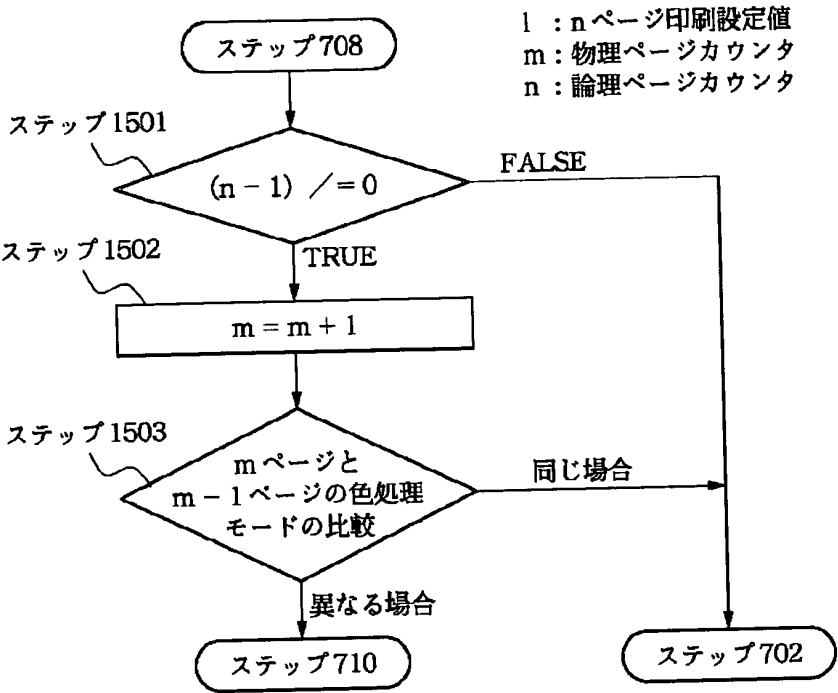 l : nページ印刷設定値
m : 物理ページカウンタ
n : 論理ページカウンタ
ステップ708
ステップ1501
(n - 1) ／= 0
FALSE
TRUE
ステップ1502
m = m + 1
ステップ1503
mページと
m - 1ページの色処理
モードの比較
同じ場合
異なる場合
ステップ710
ステップ702